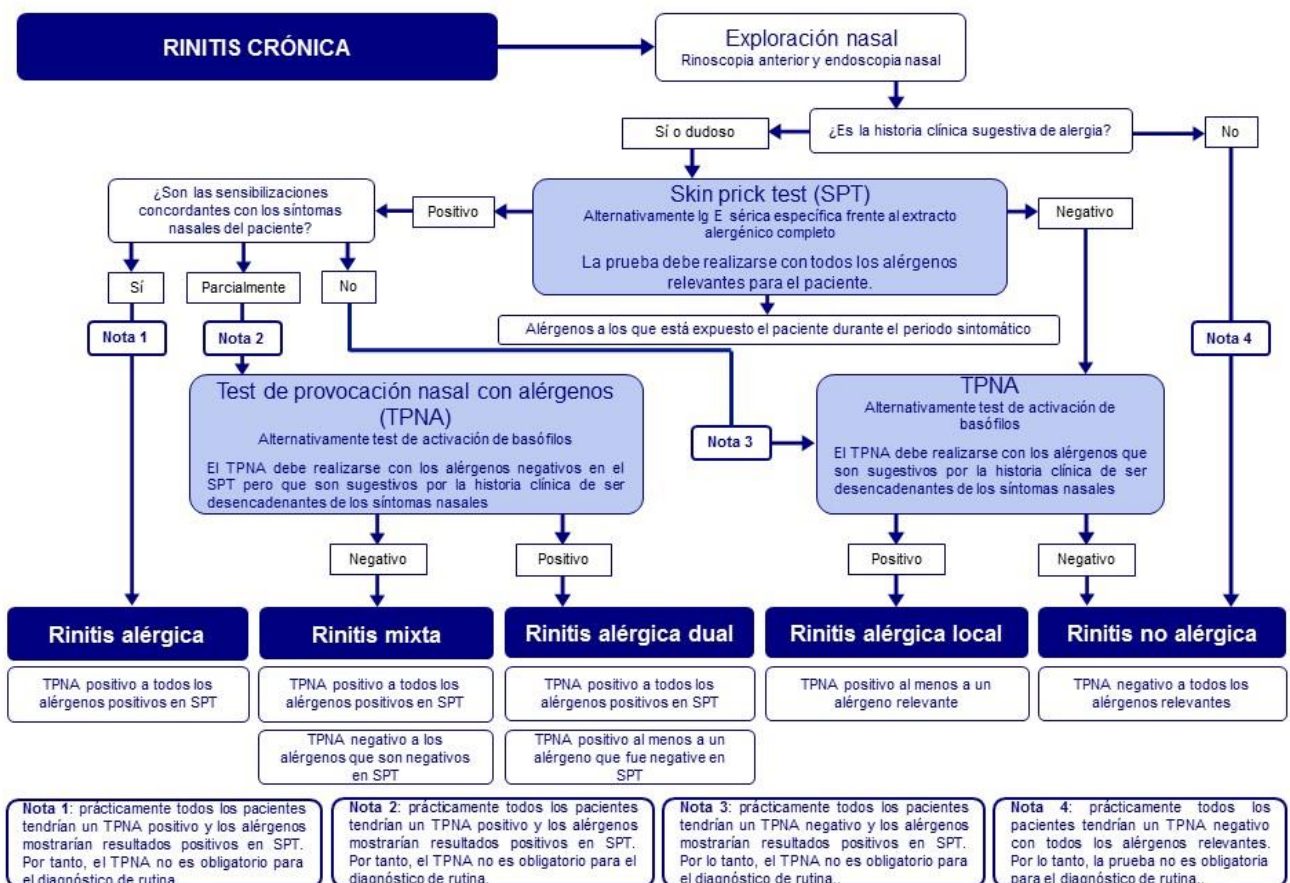 RINITIS CRÓNICA
Exploración nasal
Rinoscopia anterior y endoscopia nasal
Sí o dudoso
¿Es la historia clínica sugestiva de alergia?
No
¿Son las sensibilizaciones
concordantes con los síntomas
nasales del paciente?
Positivo
Skin prick test (SPT)
Alternativamente Ig E sérica específica frente al extracto
alergénico completo
La prueba debe realizarse con todos los alérgenos
relevantes para el paciente.
Negativo
Sí
Parcialmente
No
Nota 1
Nota 2
Alérgenos a los que está expuesto el paciente durante el periodo sintomático
Nota 4
Test de provocación nasal con alérgenos
(TPNA)
Alternativamente test de activación de basófilos
El TPNA debe realizarse con los alérgenos negativos en el
SPT pero que son sugestivos por la historia clínica de ser
desencadenantes de los síntomas nasales
Nota 3
TPNA
Alternativamente test de activación de
basófilos
El TPNA debe realizarse con los alérgenos que
son sugestivos por la historia clínica de ser
desencadenantes de los síntomas nasales
Negativo
Positivo
Positivo
Negativo
Rinitis alérgica
Rinitis mixta
Rinitis alérgica dual
Rinitis alérgica local
Rinitis no alérgica
TPNA positivo a todos los
alérgenos positivos en SPT
TPNA positivo a todos los
alérgenos positivos en SPT
TPNA positivo a todos los
alérgenos positivos en SPT
TPNA positivo al menos a un
alérgeno relevante
TPNA negativo a todos los
alérgenos relevantes
TPNA negativo a los
alérgenos que son negativos
en SPT
TPNA positivo al menos a un
alérgeno que fue negative en
SPT
Nota 1: prácticamente todos los pacientes
tendrían un TPNA positivo y los alérgenos
mostrarían resultados positivos en SPT.
Por tanto, el TPNA no es obligatorio para
el diagnóstico de rutina.
Nota 2: prácticamente todos los pacientes
tendrían un TPNA positivo y los alérgenos
mostrarían resultados positivos en SPT.
Por tanto, el TPNA no es obligatorio para el
diagnóstico de rutina.
Nota 3: prácticamente todos los pacientes
tendrían un TPNA negativo y los alérgenos
mostrarían resultados positivos en SPT.
Por lo tanto, el TPNA no es obligatorio para
el diagnóstico de rutina..
Nota 4: prácticamente todos los
pacientes tendrían un TPNA negativo
con todos los alérgenos relevantes.
Por lo tanto, la prueba no es obligatoria
para el diagnóstico de rutina..